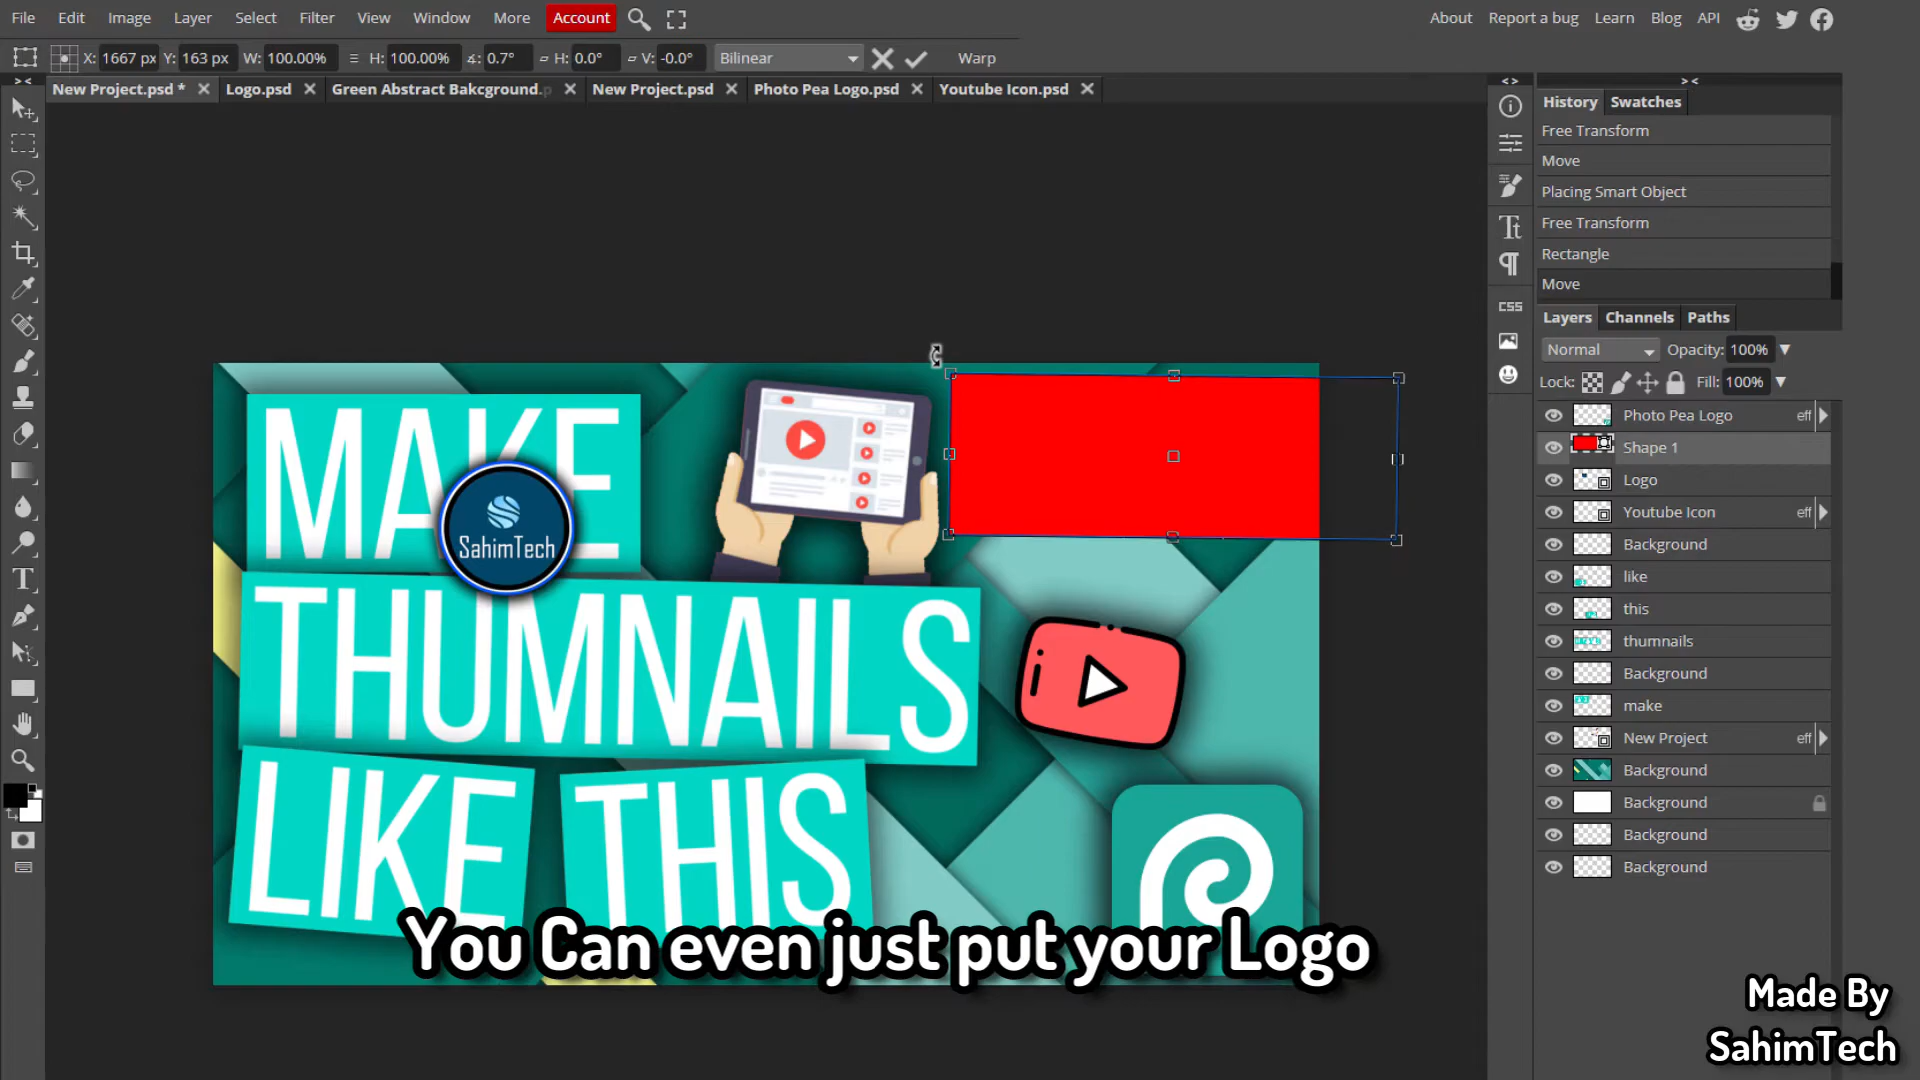 File Edit Image Layer Select Filter View Window More Account
About Report a bug Learn Blog API
X: 1667 px Y: 163 px W: 100.00% H: 100.00% 0.7° H: 0.0° V: -0.0° Bilinear Warp
New Project.psd * Logo.psd Green Abstract Bakcground.p New Project.psd Photo Pea Logo.psd Youtube Icon.psd
> <
< >
> <
History Swatches
Free Transform
Move
Placing Smart Object
Free Transform
Rectangle
Move
CSS
Layers Channels Paths
Normal Opacity: 100%
Lock: Fill: 100%
Photo Pea Logo eff
Shape 1
Logo
Youtube Icon eff
Background
like
this
thumnails
Background
make
New Project eff
Background
Background
Background
Background
MAKE
SahimTech
THUMNAILS
LIKE THIS
You Can even just put your Logo
Made By
SahimTech